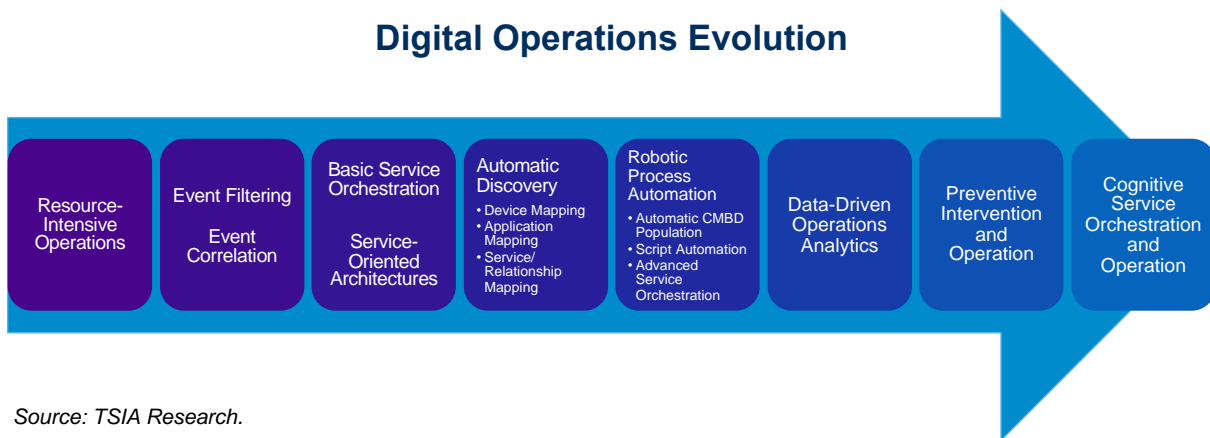 Digital Operations Evolution
Resource-
Intensive
Operations
Event Filtering
Event
Correlation
Basic Service
Orchestration
Service-
Oriented
Architectures
Automatic
Discovery
• Device Mapping
• Application
Mapping
• Service/
Relationship
Mapping
Robotic
Process
Automation
• Automatic CMBD
Population
• Script Automation
• Advanced
Service
Orchestration
Data-Driven
Operations
Analytics
Preventive
Intervention
and
Operation
Cognitive
Service
Orchestration
and
Operation
Source: TSIA Research.